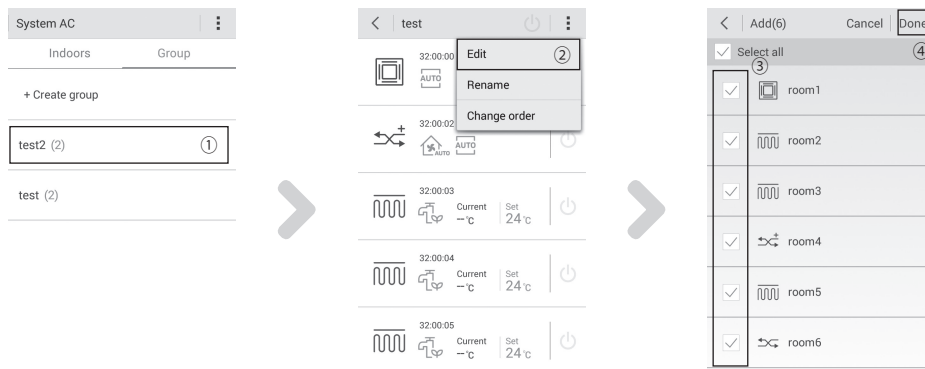 System AC
Indoors Group
+ Create group
test2 (2) ①
test (2)
test
32:00:00
AUTO
Edit ②
Rename
Change order
32:00:02
AUTO AUTO
32:00:03
Current Set
--°C 24°C
32:00:04
Current Set
--°C 24°C
32:00:05
Current Set
--°C 24°C
Add(6) Cancel Done
Select all ④
③
room1
room2
room3
room4
room5
room6